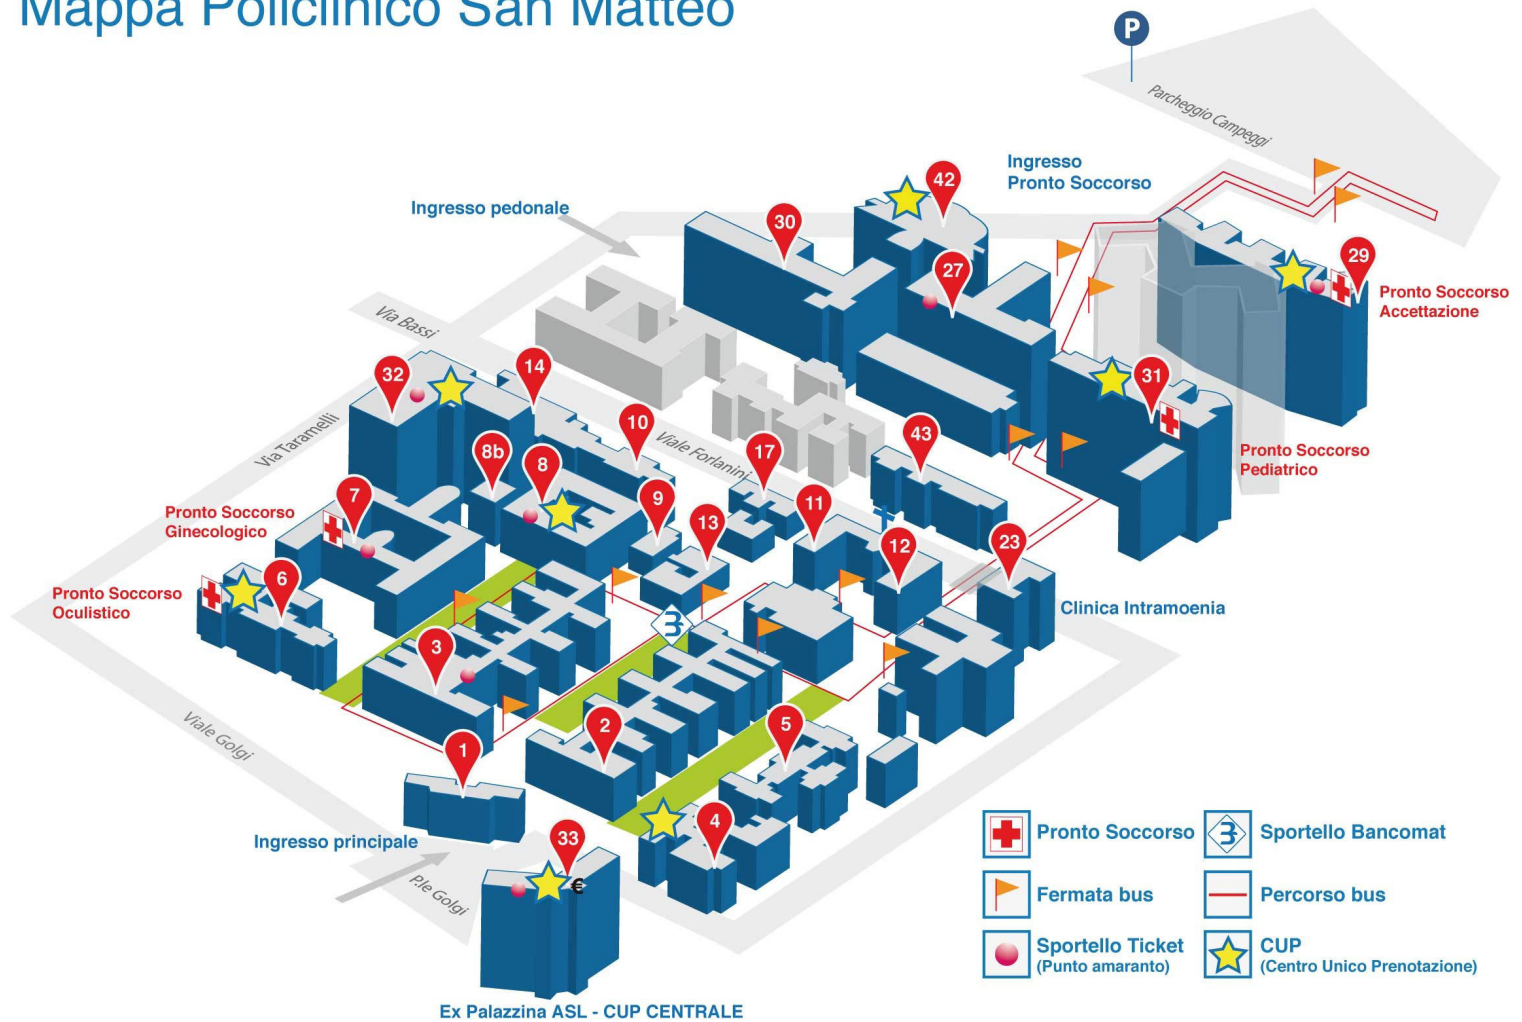 Mappa Policlinico San Matteo
P
Parcheggio Campeggi
Ingresso
Pronto Soccorso
42
Ingresso pedonale
30
27
29
Pronto Soccorso
Accettazione
Via Bassi
14
32
31
10
43
Via Taramelli
Viale Forlanini
17
8b
8
Pronto Soccorso
Pediatrico
7
9
11
13
Pronto Soccorso
Ginecologico
12
23
6
Pronto Soccorso
Oculistico
Clinica Intramoenia
3
2
5
Viale Golgi
1
4
33
Ingresso principale
P.le Golgi
€
Pronto Soccorso
Sportello Bancomat
Fermata bus
Percorso bus
Sportello Ticket
(Punto amaranto)
CUP
(Centro Unico Prenotazione)
Ex Palazzina ASL - CUP CENTRALE